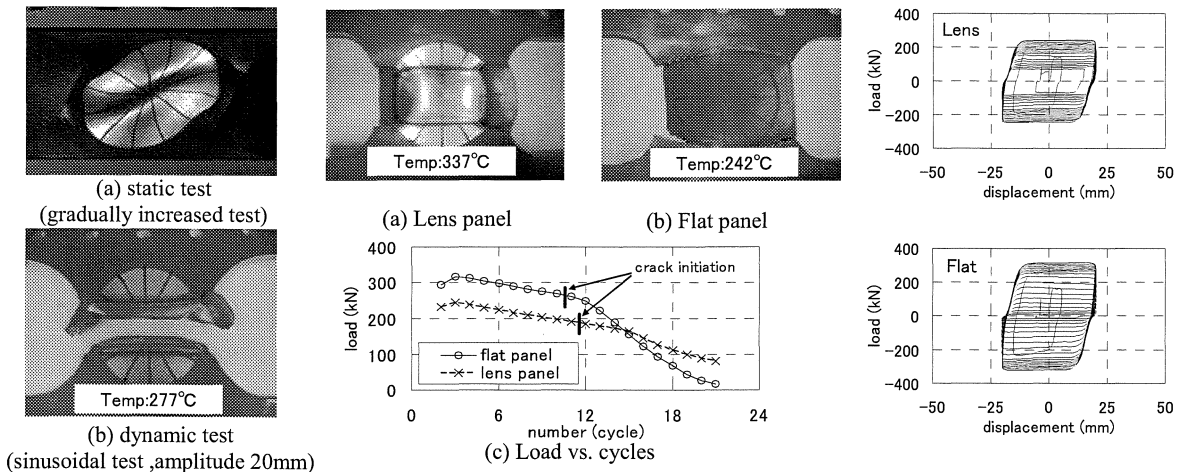 (a) static test
(gradually increased test)
Temp:277°C
(b) dynamic test
(sinusoidal test ,amplitude 20mm)
Temp:337°C
(a) Lens panel
Temp:242°C
(b) Flat panel
400
300
200
100
0
load (kN)
crack initiation
flat panel
lens panel
0
6
12
18
24
number (cycle)
(c) Load vs. cycles
Lens
400
200
0
-200
-400
load (kN)
-50
-25
0
25
50
displacement (mm)
Flat
400
200
0
-200
-400
load (kN)
-50
-25
0
25
50
displacement (mm)